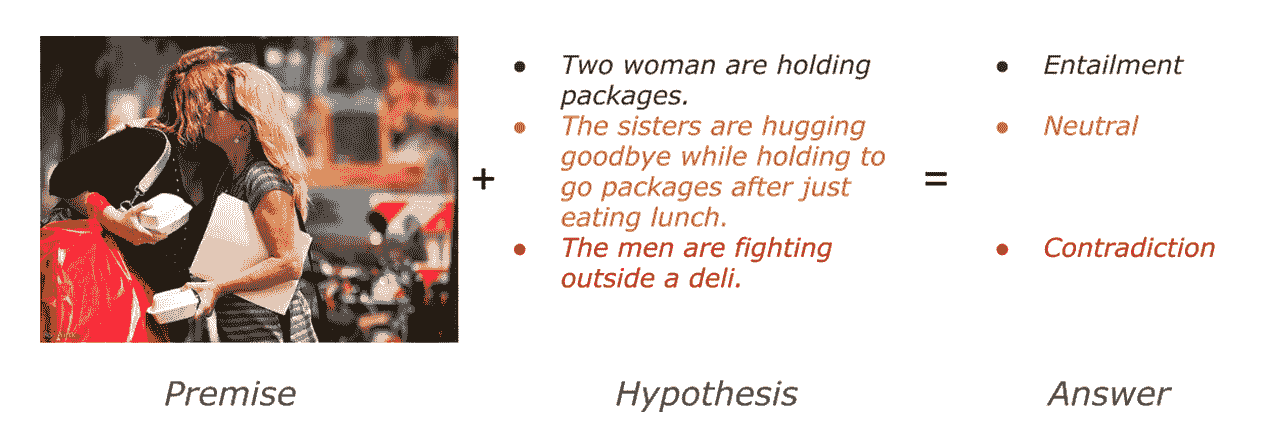 • Two woman are holding
packages.
• The sisters are hugging
goodbye while holding to
go packages after just
eating lunch.
• The men are fighting
outside a deli.
+
=
• Entailment
• Neutral
• Contradiction
Premise
Hypothesis
Answer